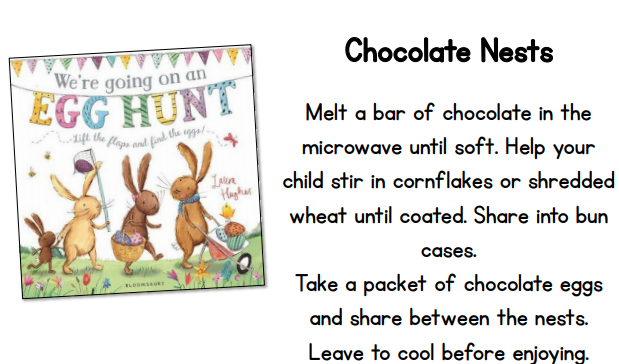 We're going on an
EGG HUNT
Lift the flaps and find the eggs!
Laura
Hughes
BLOOMSBURY
Chocolate Nests
Melt a bar of chocolate in the
microwave until soft. Help your
child stir in cornflakes or shredded
wheat until coated. Share into bun
cases.
Take a packet of chocolate eggs
and share between the nests.
Leave to cool before enjoying.